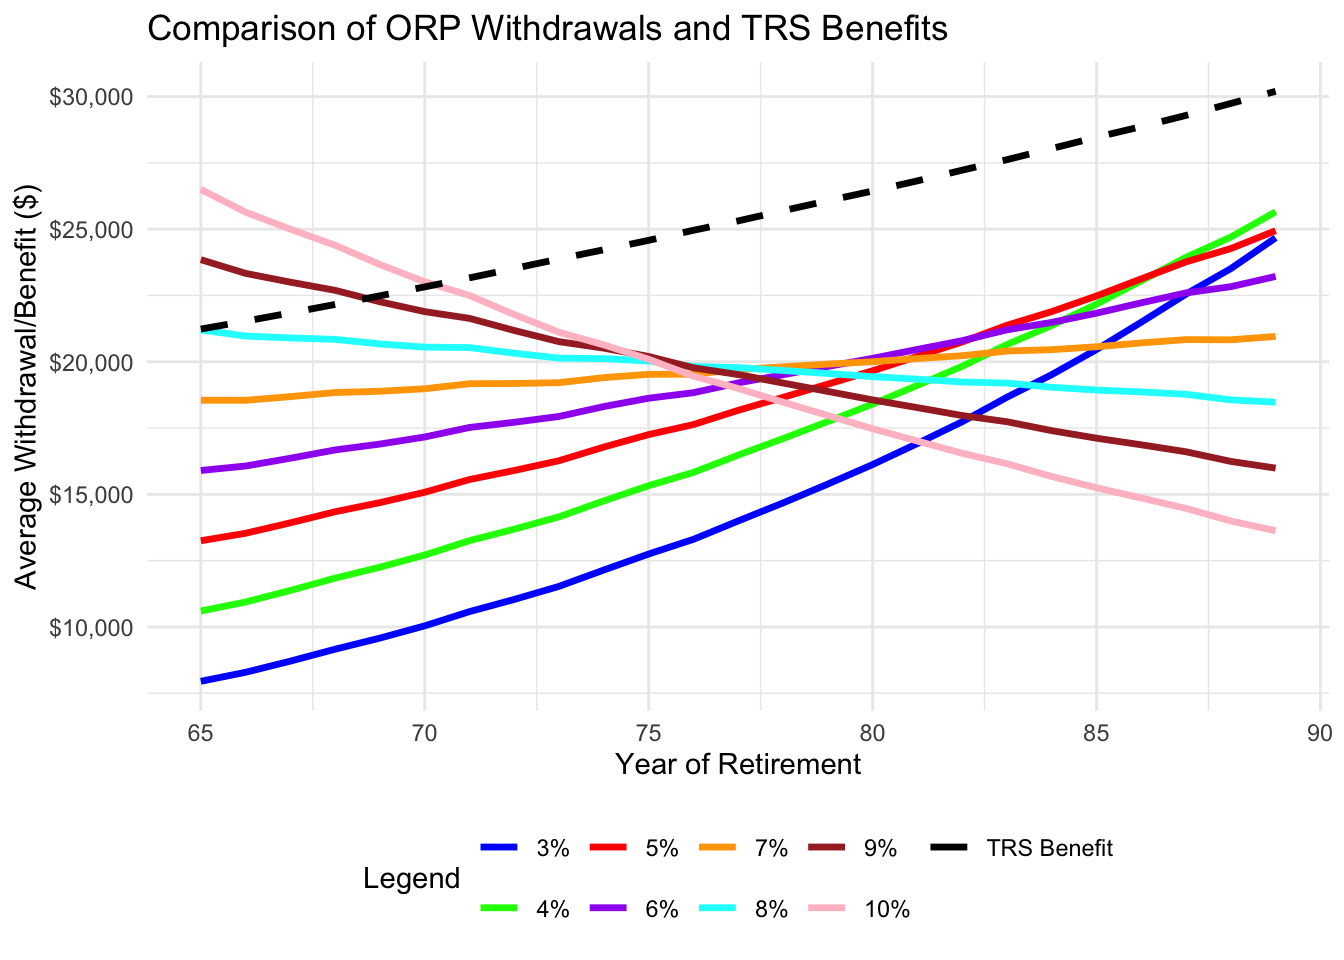 Comparison of ORP Withdrawals and TRS Benefits
Average Withdrawal/Benefit ($)
$30,000
$25,000
$20,000
$15,000
$10,000
65 70 75 80 85 90
Year of Retirement
Legend
3% 5% 7% 9% TRS Benefit
4% 6% 8% 10%